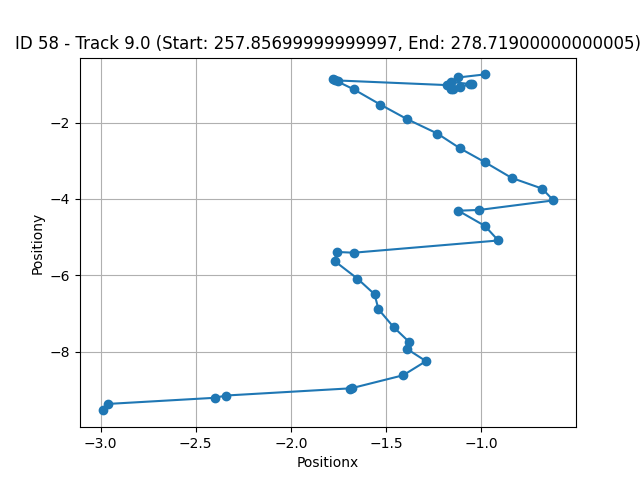 ID 58 - Track 9.0 (Start: 257.85699999999997, End: 278.71900000000005)
Positiony
−2
−4
−6
−8
−3.0 −2.5 −2.0 −1.5 −1.0
Positionx